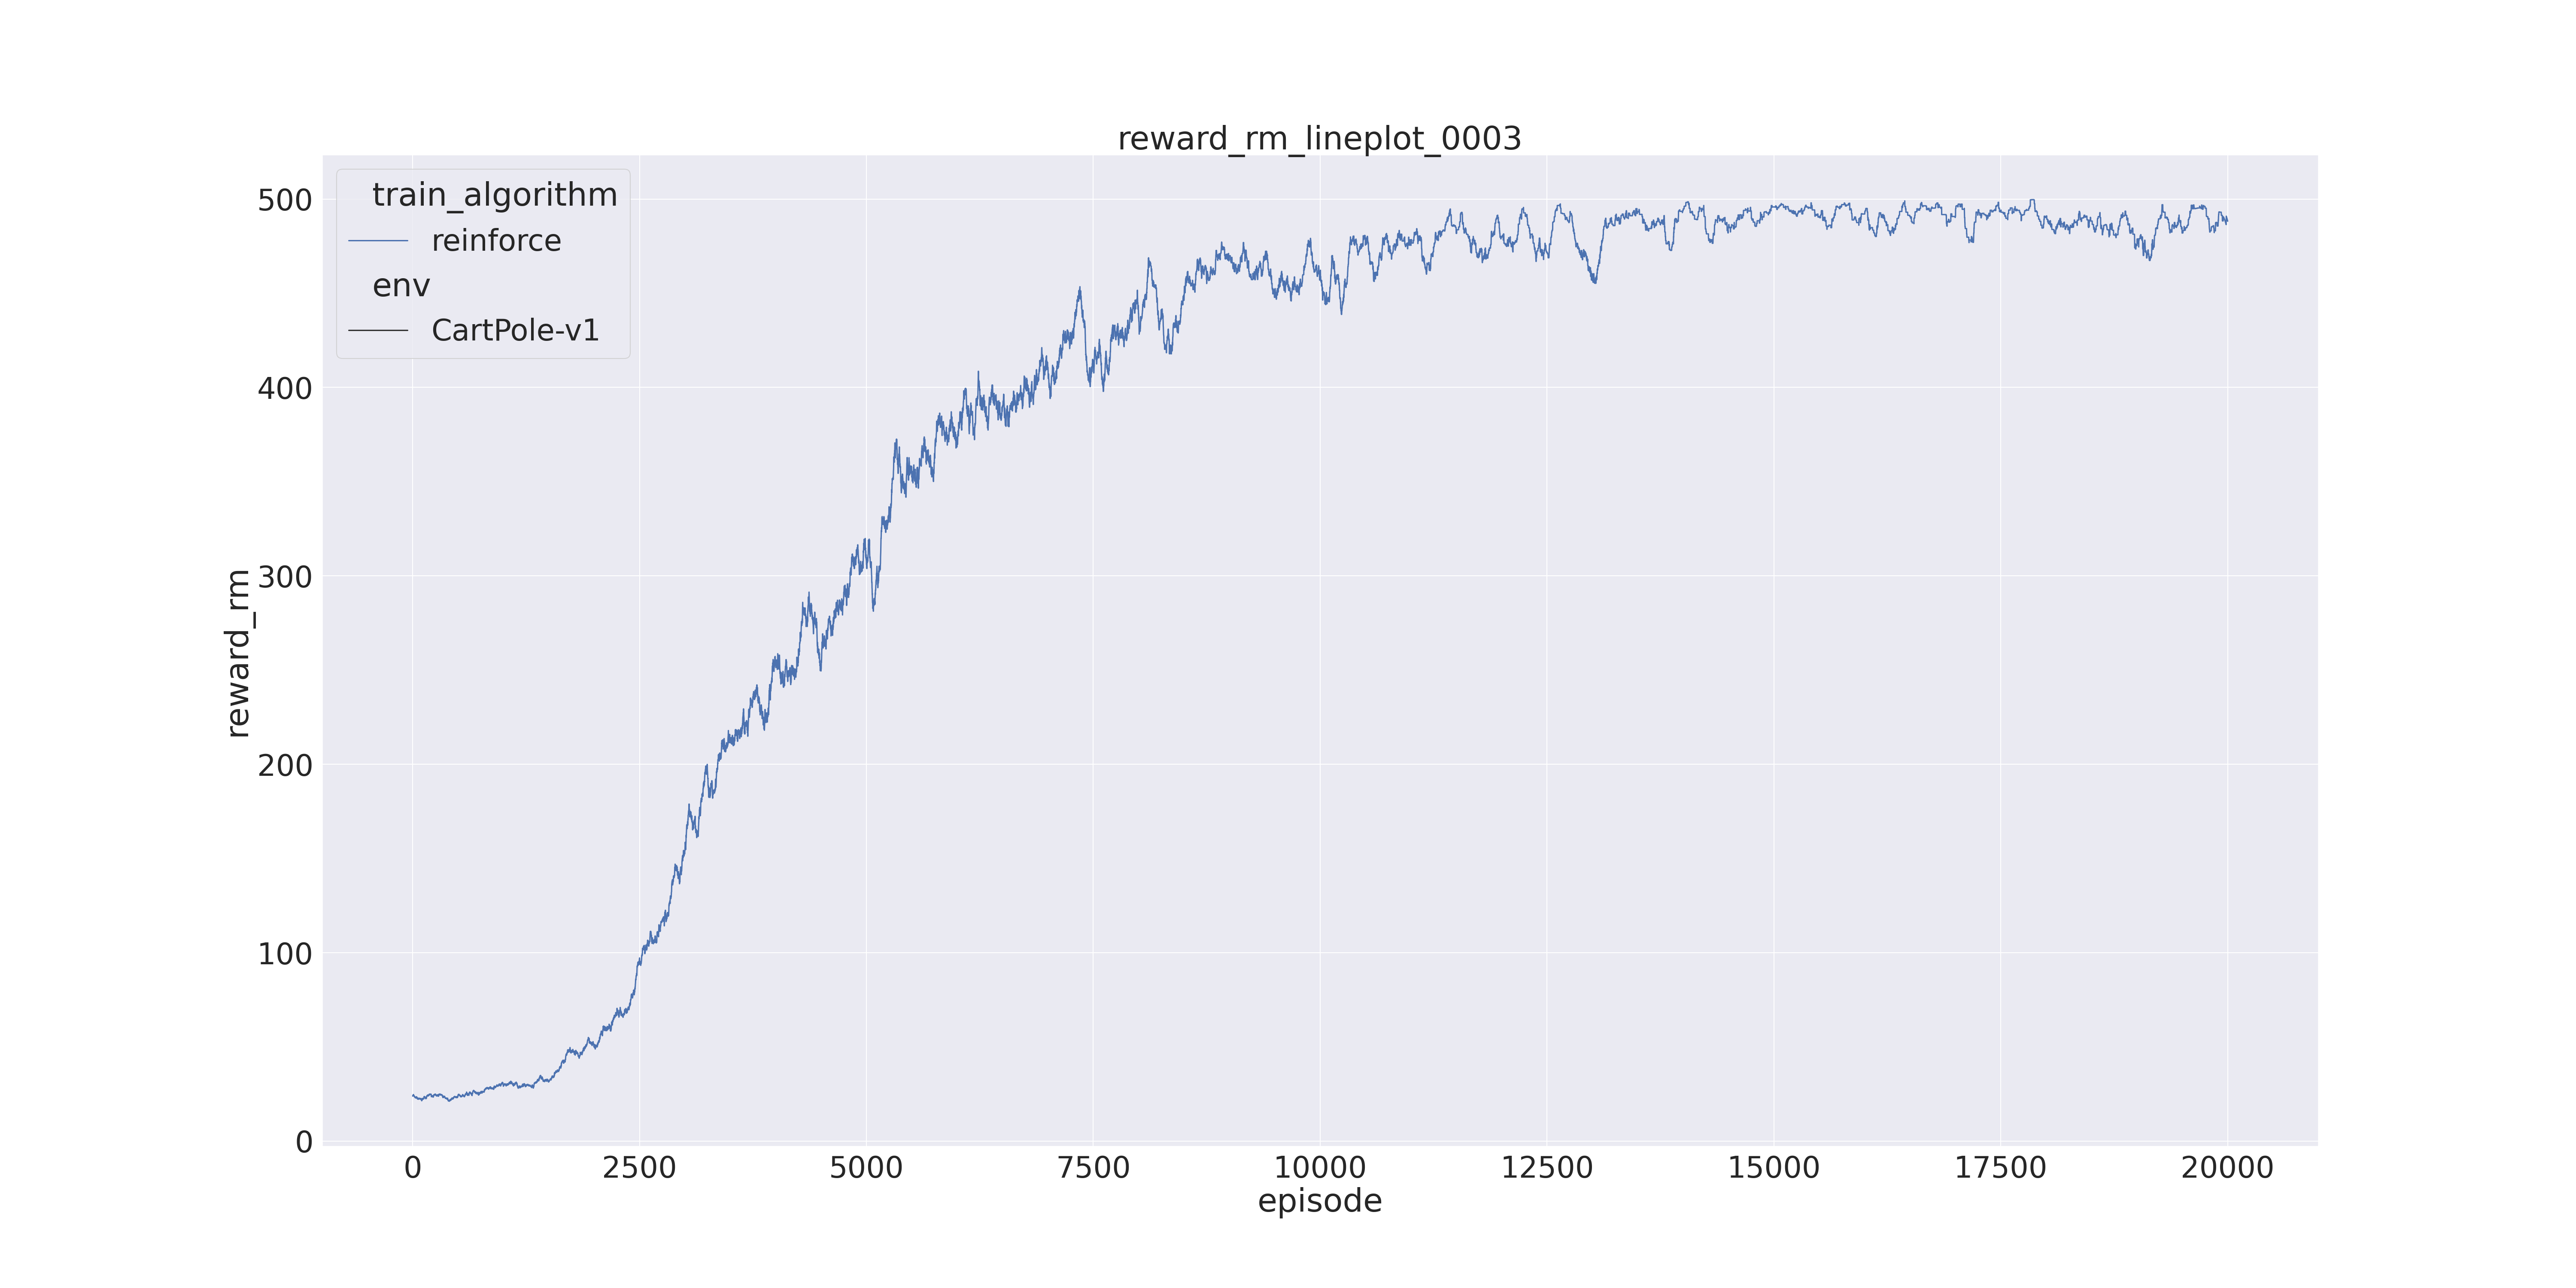 reward_rm_lineplot_0003
train_algorithm
reinforce
env
CartPole-v1
reward_rm
500
400
300
200
100
0
0 2500 5000 7500 10000 12500 15000 17500 20000
episode